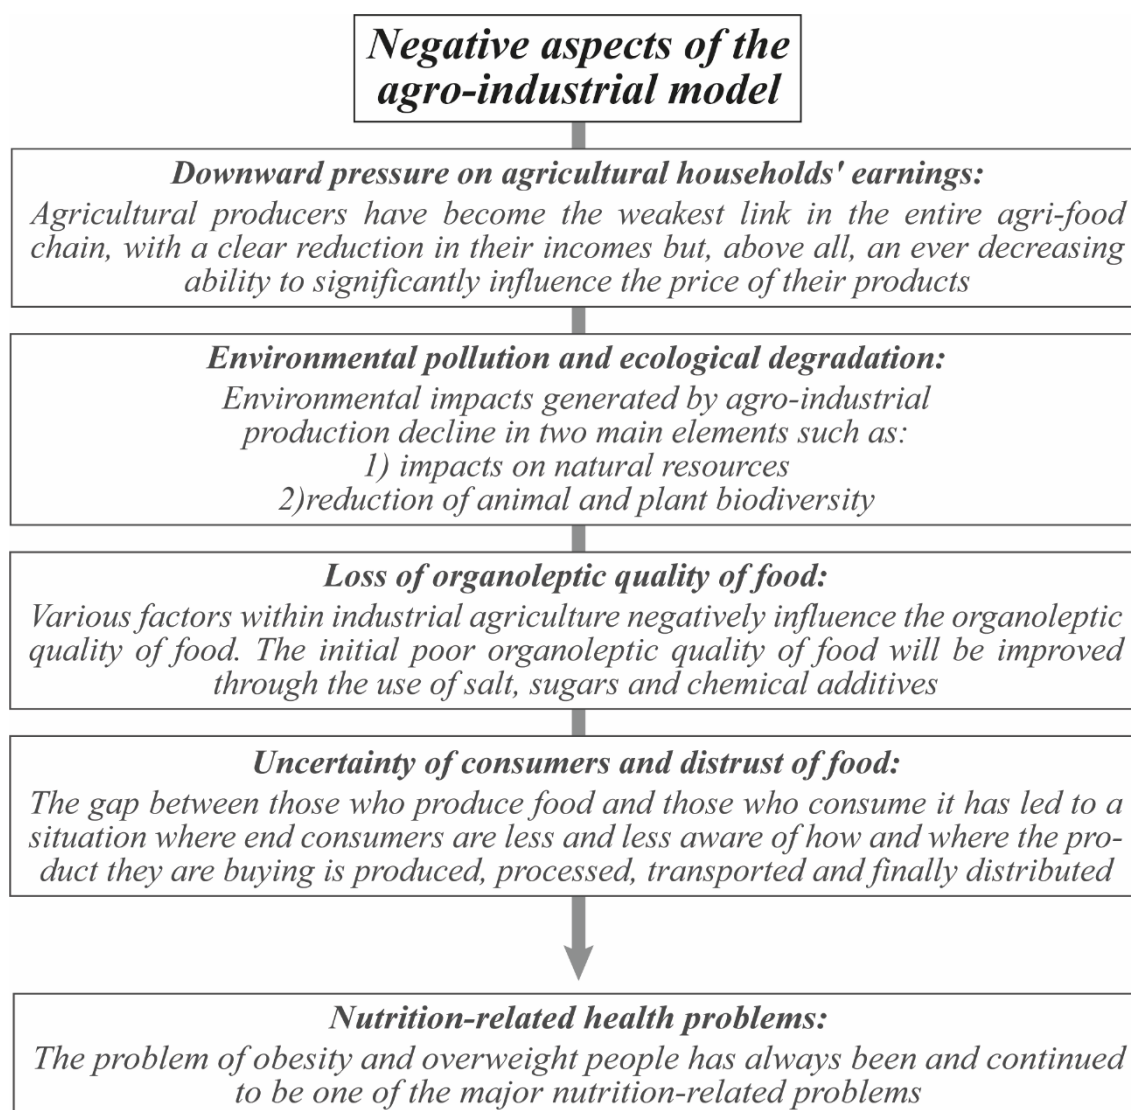 Negative aspects of the
agro-industrial model
Downward pressure on agricultural households' earnings:
Agricultural producers have become the weakest link in the entire agri-food
chain, with a clear reduction in their incomes but, above all, an ever decreasing
ability to significantly influence the price of their products
Environmental pollution and ecological degradation:
Environmental impacts generated by agro-industrial
production decline in two main elements such as:
1) impacts on natural resources
2)reduction of animal and plant biodiversity
Loss of organoleptic quality of food:
Various factors within industrial agriculture negatively influence the organoleptic
quality of food. The initial poor organoleptic quality of food will be improved
through the use of salt, sugars and chemical additives
Uncertainty of consumers and distrust of food:
The gap between those who produce food and those who consume it has led to a
situation where end consumers are less and less aware of how and where the pro-
duct they are buying is produced, processed, transported and finally distributed
Nutrition-related health problems:
The problem of obesity and overweight people has always been and continued
to be one of the major nutrition-related problems